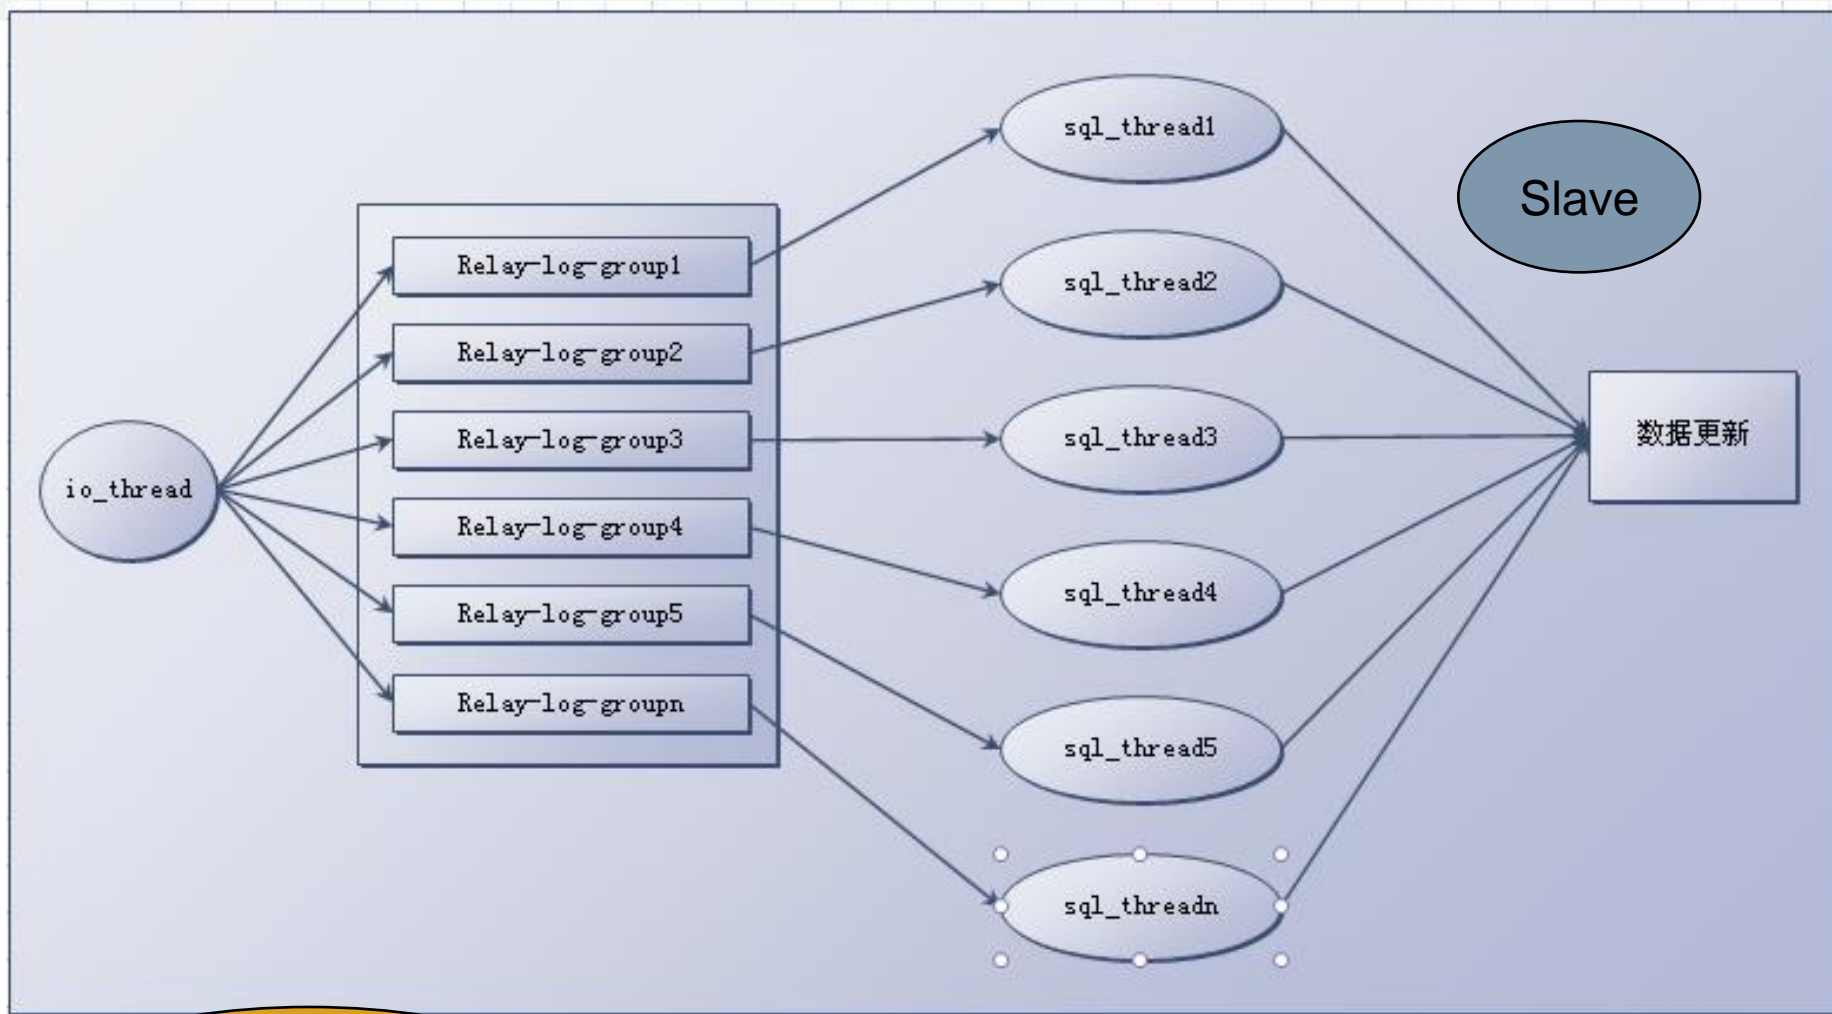 sql_thread1
Slave
Relay-log-group1
sql_thread2
Relay-log-group2
Relay-log-group3
sql_thread3
数据更新
io_thread
Relay-log-group4
sql_thread4
Relay-log-group5
Relay-log-groupn
sql_thread5
sql_threadn